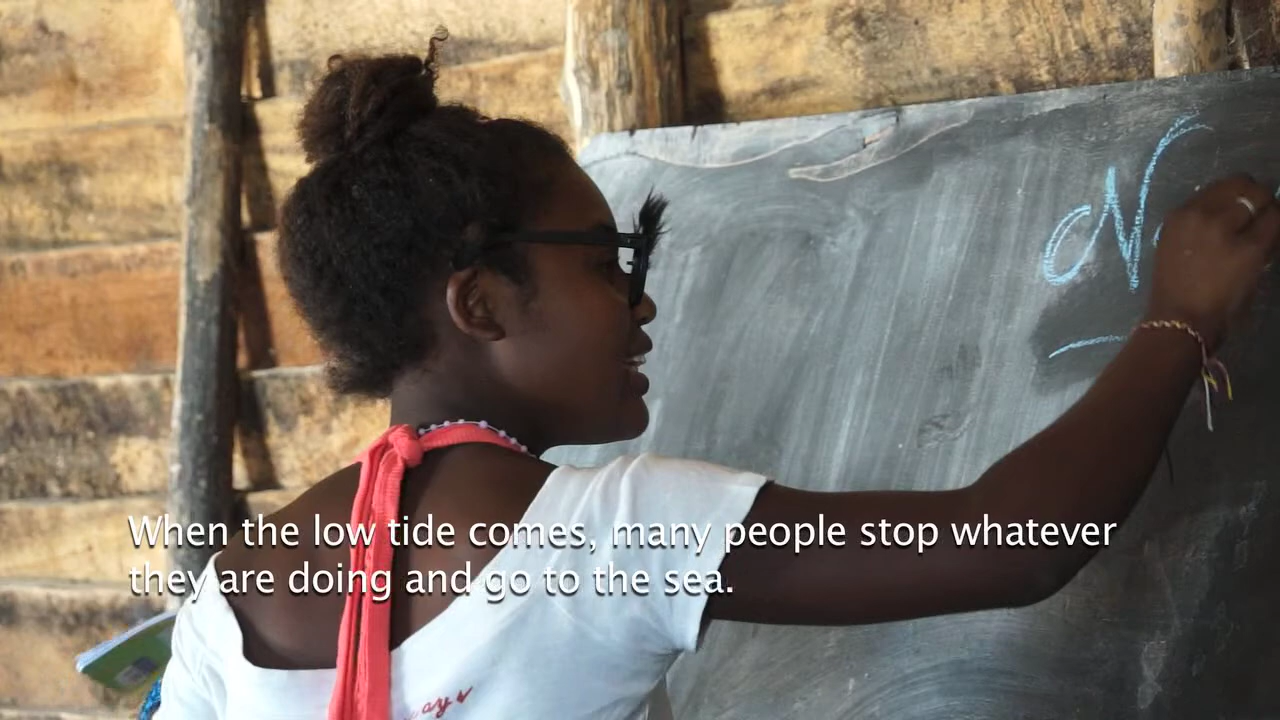 N
When the low tide comes, many people stop whatever
they are doing and go to the sea.